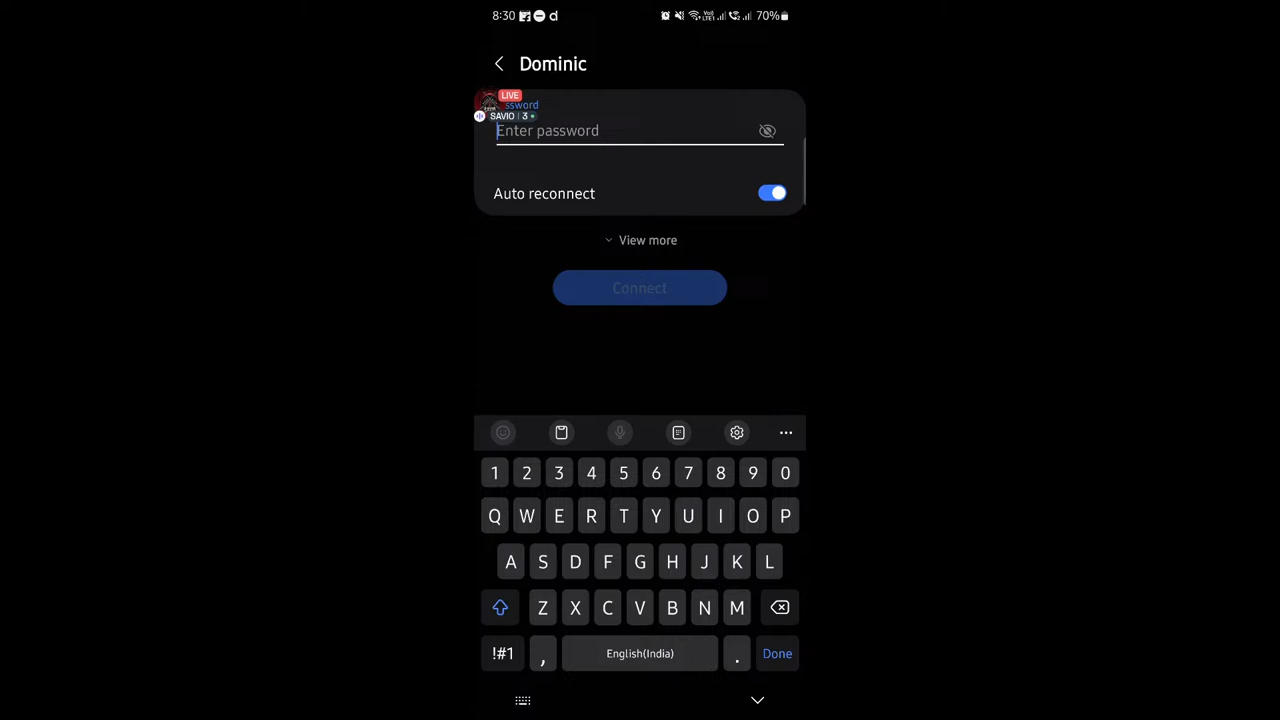 8:30 70%
Dominic
LIVE
ssword
SAVIO 3
Enter password
Auto reconnect
View more
Connect
1 2 3 4 5 6 7 8 9 0
Q W E R T Y U I O P
A S D F G H J K L
Z X C V B N M
!#1 , English(India) . Done